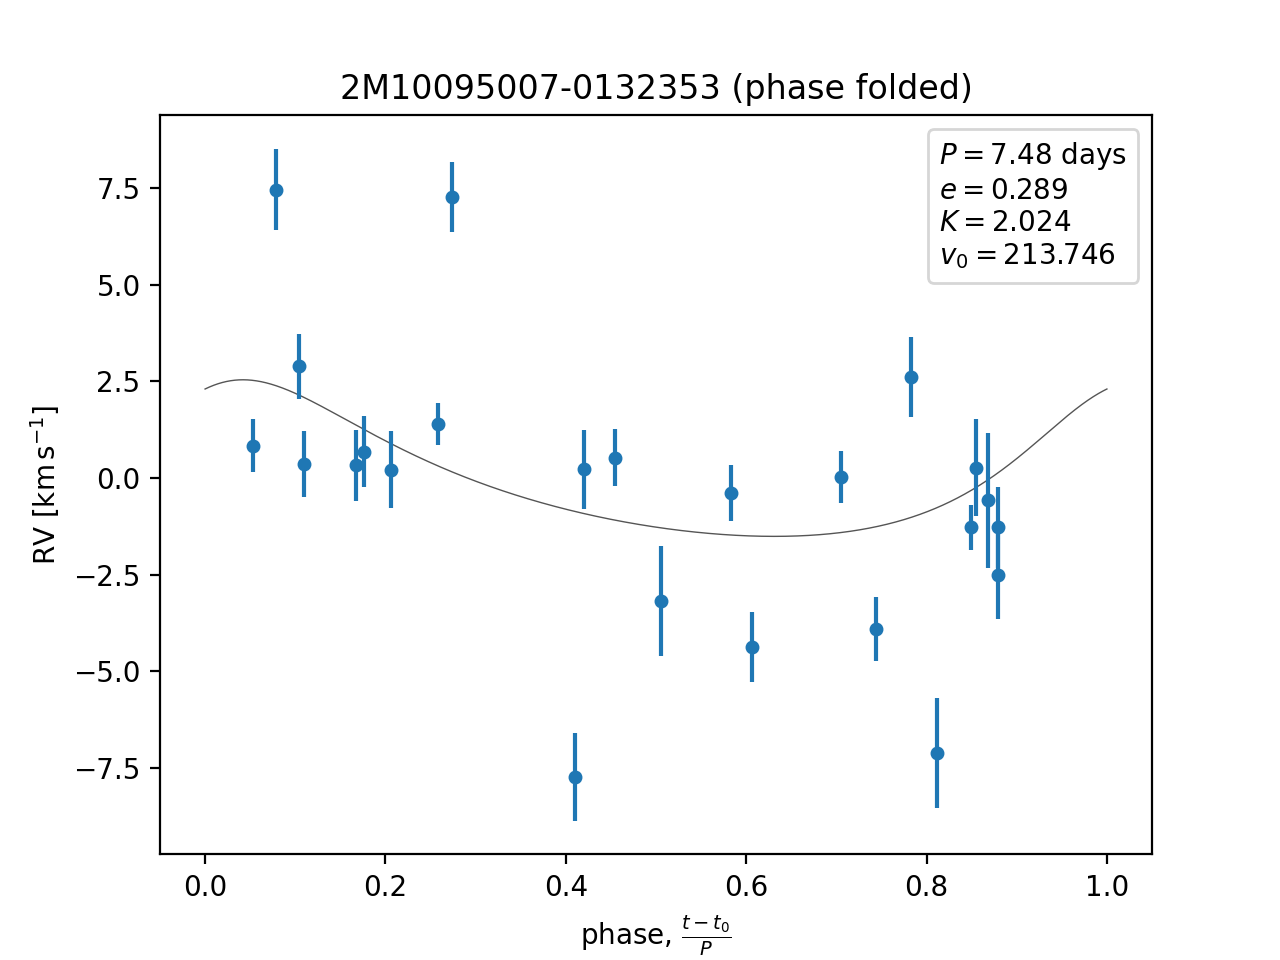 2M10095007-0132353 (phase folded)
P = 7.48 days
e = 0.289
K = 2.024
v₀ = 213.746
7.5
5.0
2.5
0.0
−2.5
−5.0
−7.5
RV [km s⁻¹]
0.0 0.2 0.4 0.6 0.8 1.0
phase, (t − t₀)/P